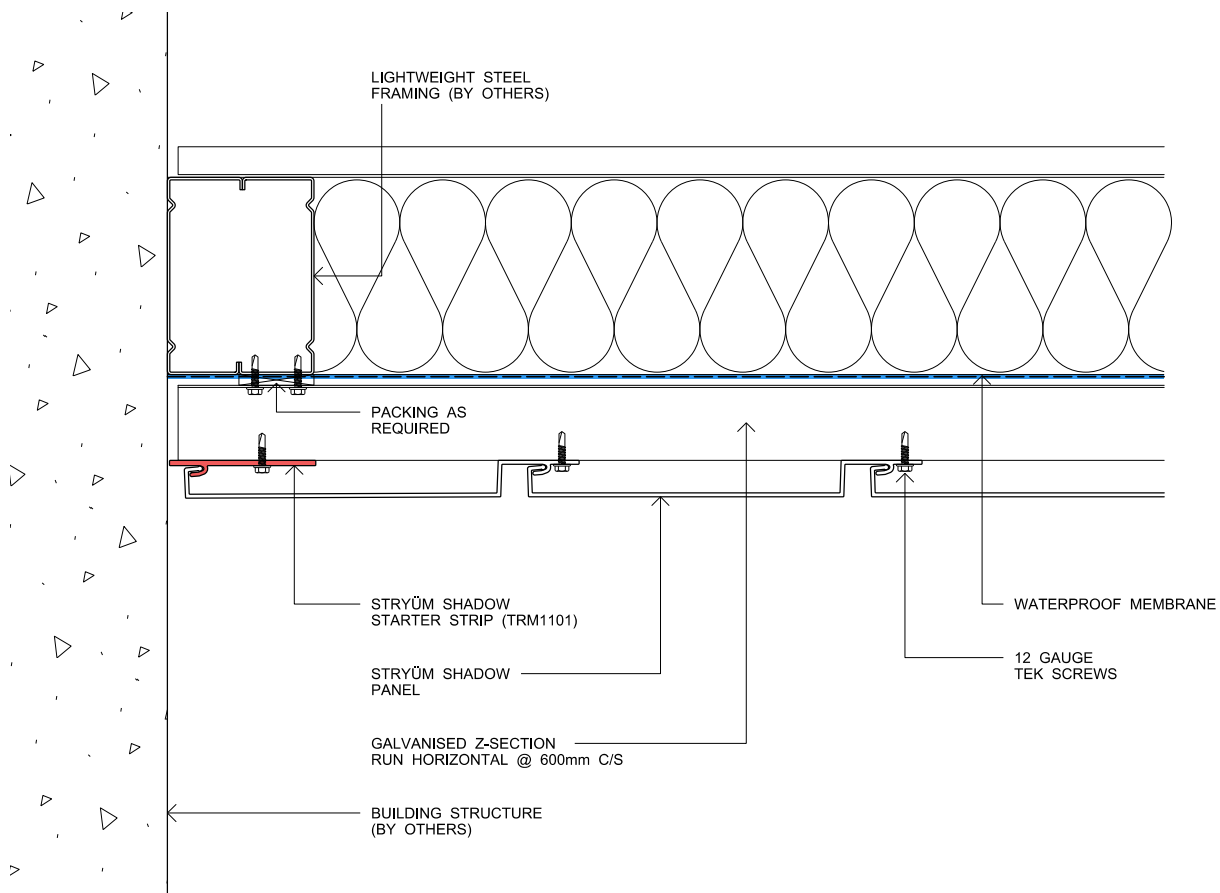 LIGHTWEIGHT STEEL
FRAMING (BY OTHERS)
PACKING AS
REQUIRED
STRYÜM SHADOW
STARTER STRIP (TRM1101)
WATERPROOF MEMBRANE
STRYÜM SHADOW
PANEL
12 GAUGE
TEK SCREWS
GALVANISED Z-SECTION
RUN HORIZONTAL @ 600mm C/S
BUILDING STRUCTURE
(BY OTHERS)